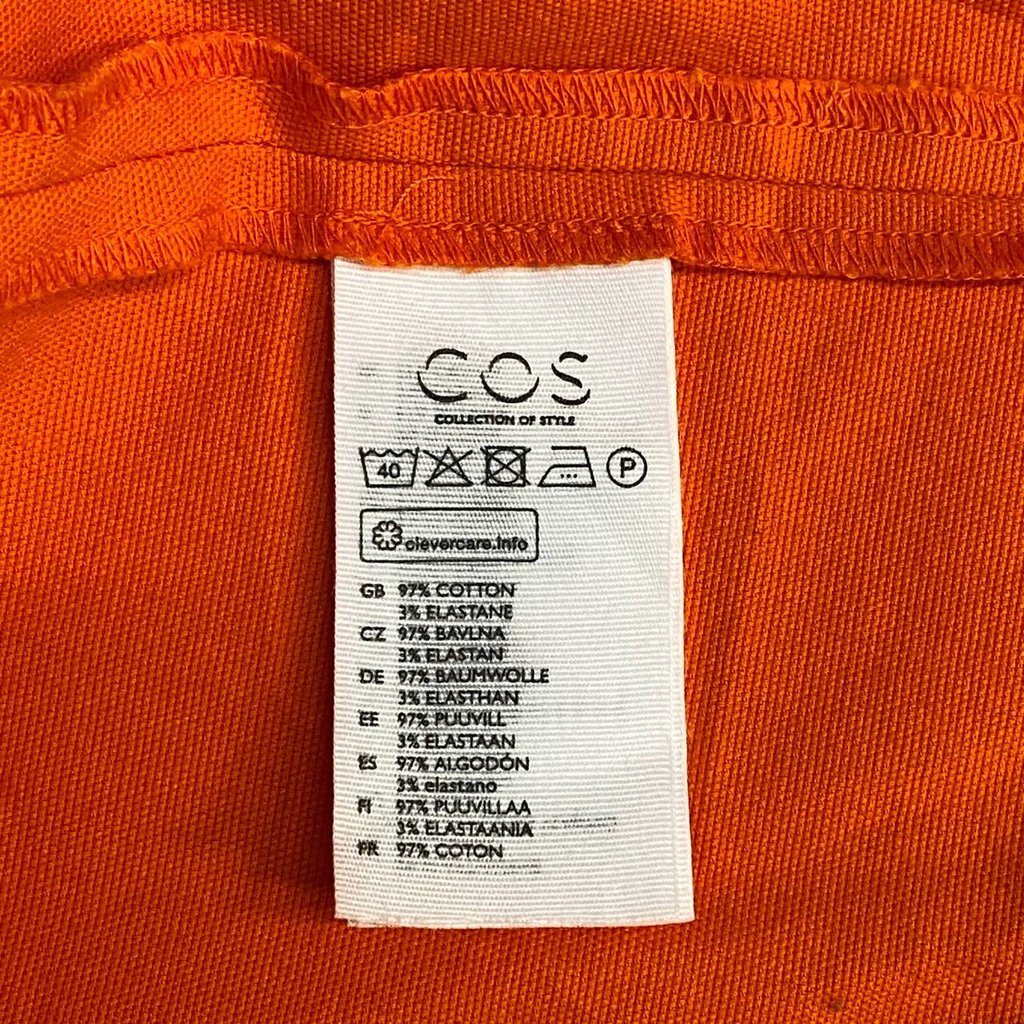 COS
COLLECTION OF STYLE
40 P
clevercare.info
GB 97% COTTON
3% ELASTANE
CZ 97% BAVLNA
3% ELASTAN
DE 97% BAUMWOLLE
3% ELASTHAN
EE 97% PUUVILL
3% ELASTAAN
ES 97% ALGODÓN
3% elastano
FI 97% PUUVILLAA
3% ELASTAANIA
FR 97% COTON